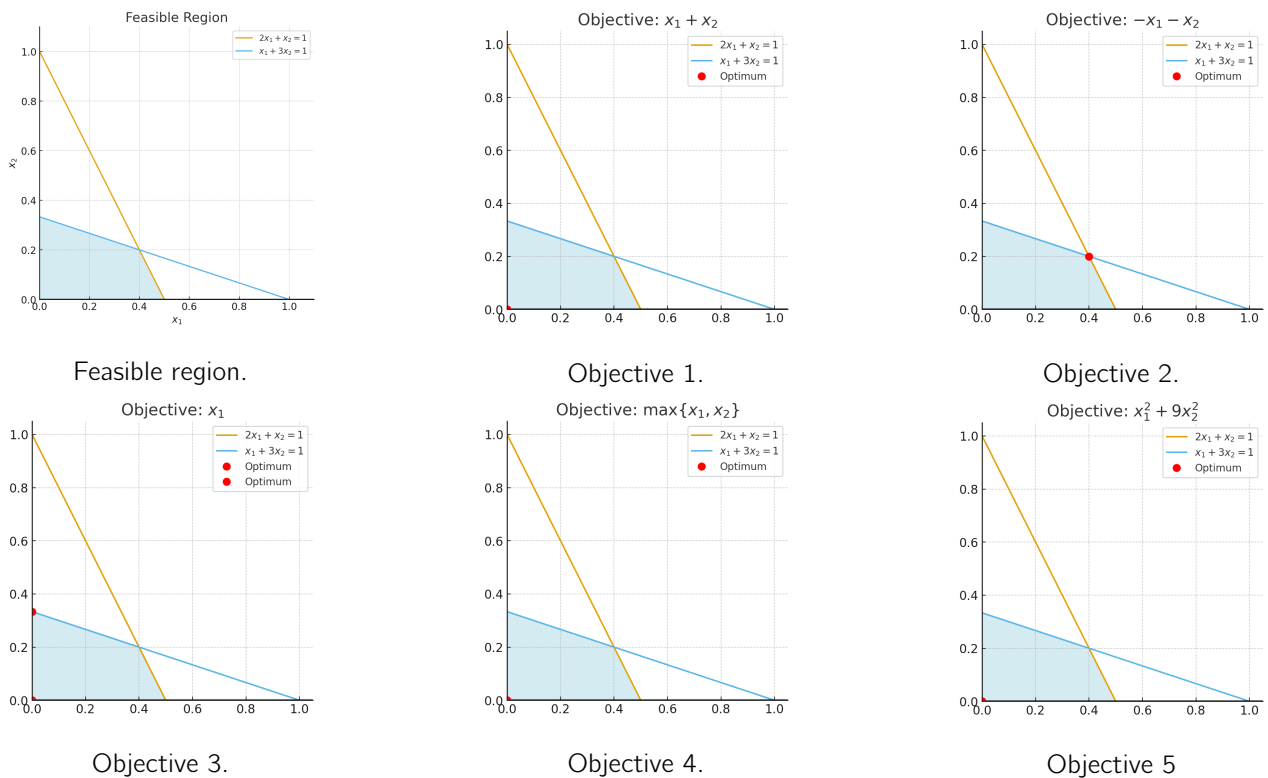 Feasible Region
2x₁ + x₂ = 1
x₁ + 3x₂ = 1
1.0
0.8
0.6
x₂
0.4
0.2
0.0
0.0 0.2 0.4 0.6 0.8 1.0
x₁
Feasible region.
Objective: x₁ + x₂
2x₁ + x₂ = 1
x₁ + 3x₂ = 1
Optimum
1.0
0.8
0.6
0.4
0.2
0.0
0.0 0.2 0.4 0.6 0.8 1.0
Objective 1.
Objective: −x₁ − x₂
2x₁ + x₂ = 1
x₁ + 3x₂ = 1
Optimum
1.0
0.8
0.6
0.4
0.2
0.0
0.0 0.2 0.4 0.6 0.8 1.0
Objective 2.
Objective: x₁
2x₁ + x₂ = 1
x₁ + 3x₂ = 1
Optimum
Optimum
1.0
0.8
0.6
0.4
0.2
0.0
0.0 0.2 0.4 0.6 0.8 1.0
Objective 3.
Objective: max{x₁, x₂}
2x₁ + x₂ = 1
x₁ + 3x₂ = 1
Optimum
1.0
0.8
0.6
0.4
0.2
0.0
0.0 0.2 0.4 0.6 0.8 1.0
Objective 4.
Objective: x₁² + 9x₂²
2x₁ + x₂ = 1
x₁ + 3x₂ = 1
Optimum
1.0
0.8
0.6
0.4
0.2
0.0
0.0 0.2 0.4 0.6 0.8 1.0
Objective 5